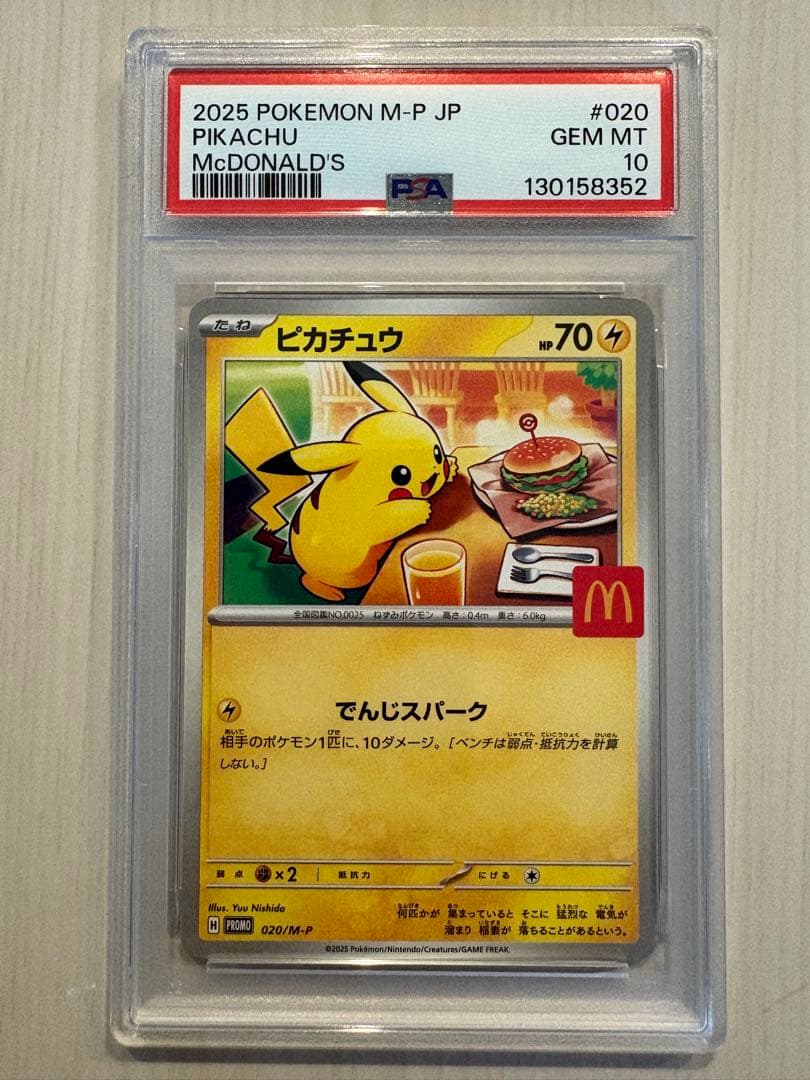 2025 POKEMON M-P JP #020
PIKACHU GEM MT
McDONALD'S 10
PSA 130158352
たね ピカチュウ HP70
M
全国図鑑NO.0025 ねずみポケモン 高さ:0.4m 重さ:6.0kg
でんじスパーク
相手のポケモン1匹に、10ダメージ。[ベンチは弱点・抵抗力を計算
しない。]
弱点 ×2 抵抗力 にげる
Illus. Yuu Nishida
何匹かが 集まっていると そこに 猛烈な 電気が
溜まり 稲妻が 落ちることがあるという。
H PROMO 020/M-P
©2025 Pokémon/Nintendo/Creatures/GAME FREAK.